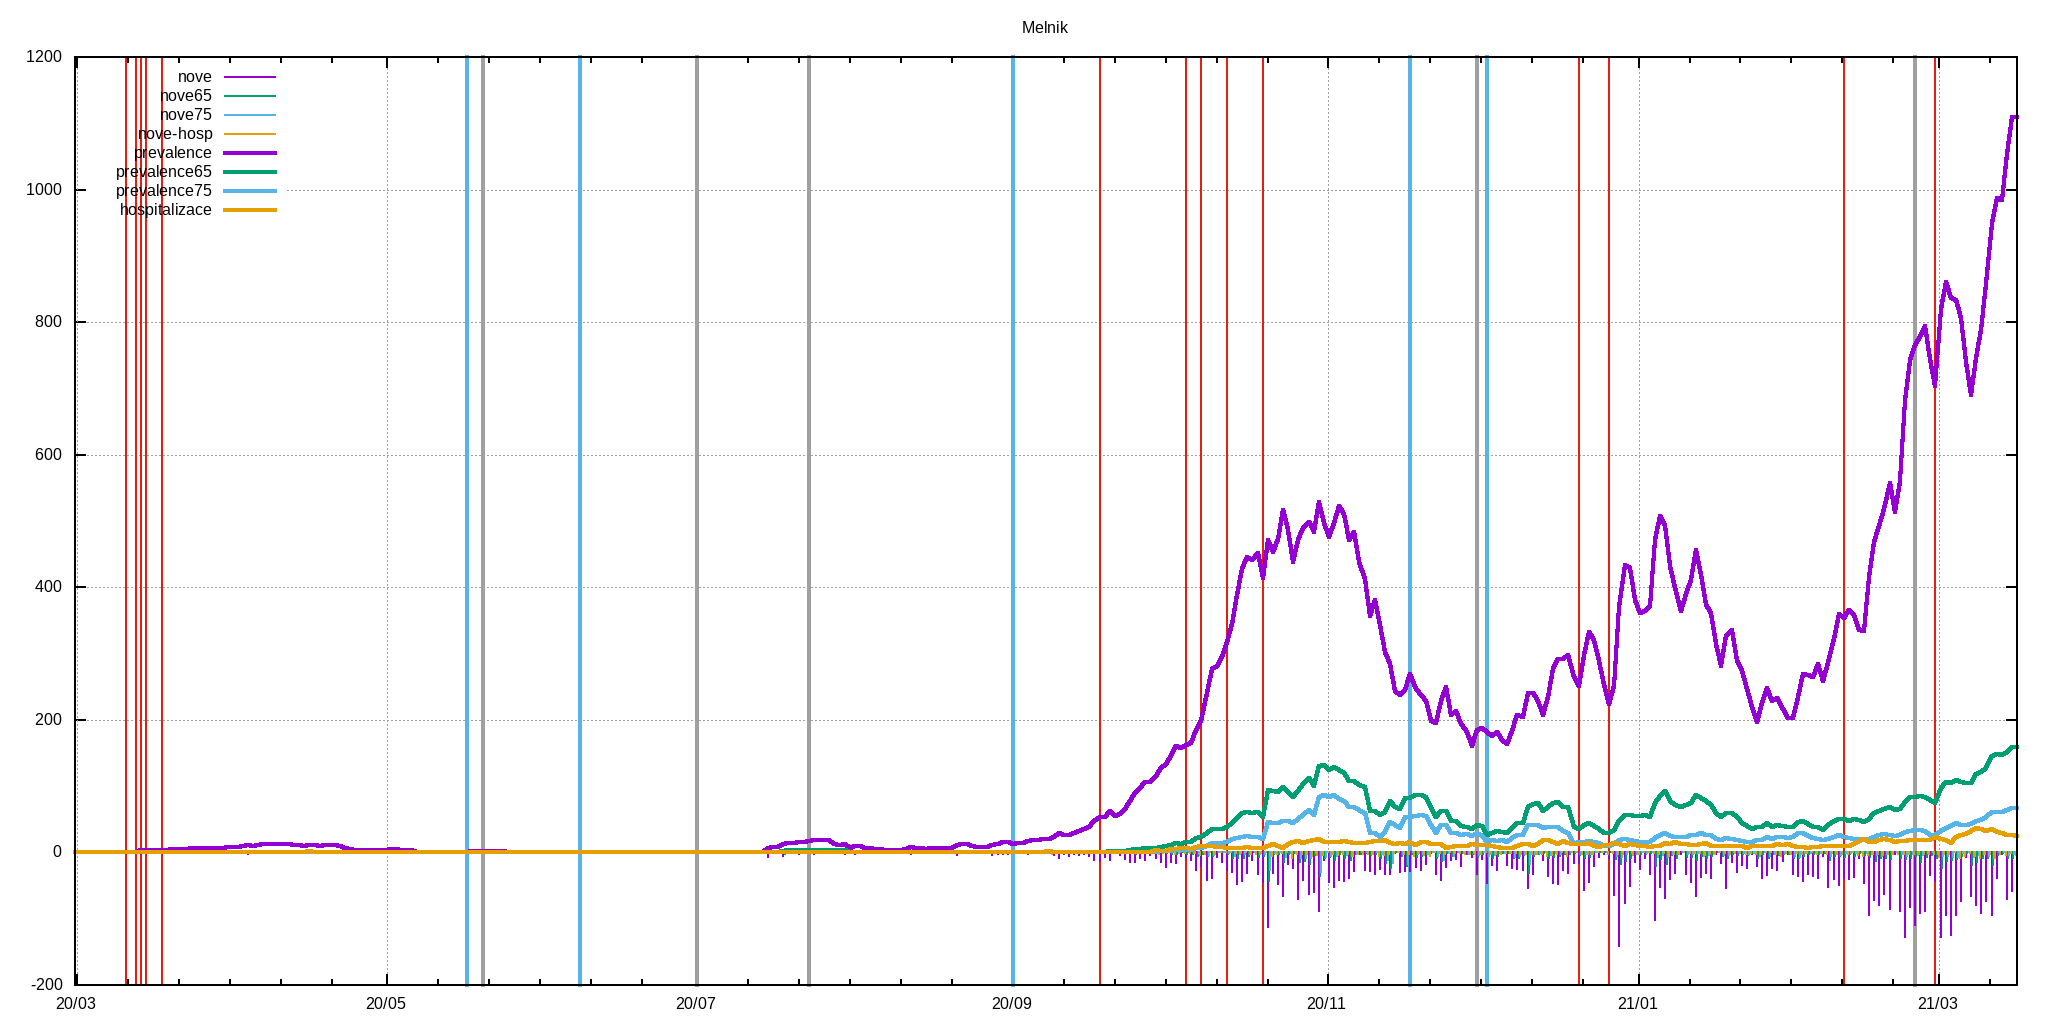 Melnik
1200
1000
800
600
400
200
0
-200
nove
nove65
nove75
nove-hosp
prevalence
prevalence65
prevalence75
hospitalizace
20/03 20/05 20/07 20/09 20/11 21/01 21/03